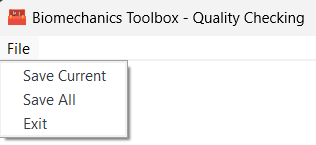 Biomechanics Toolbox - Quality Checking
File
Save Current
Save All
Exit